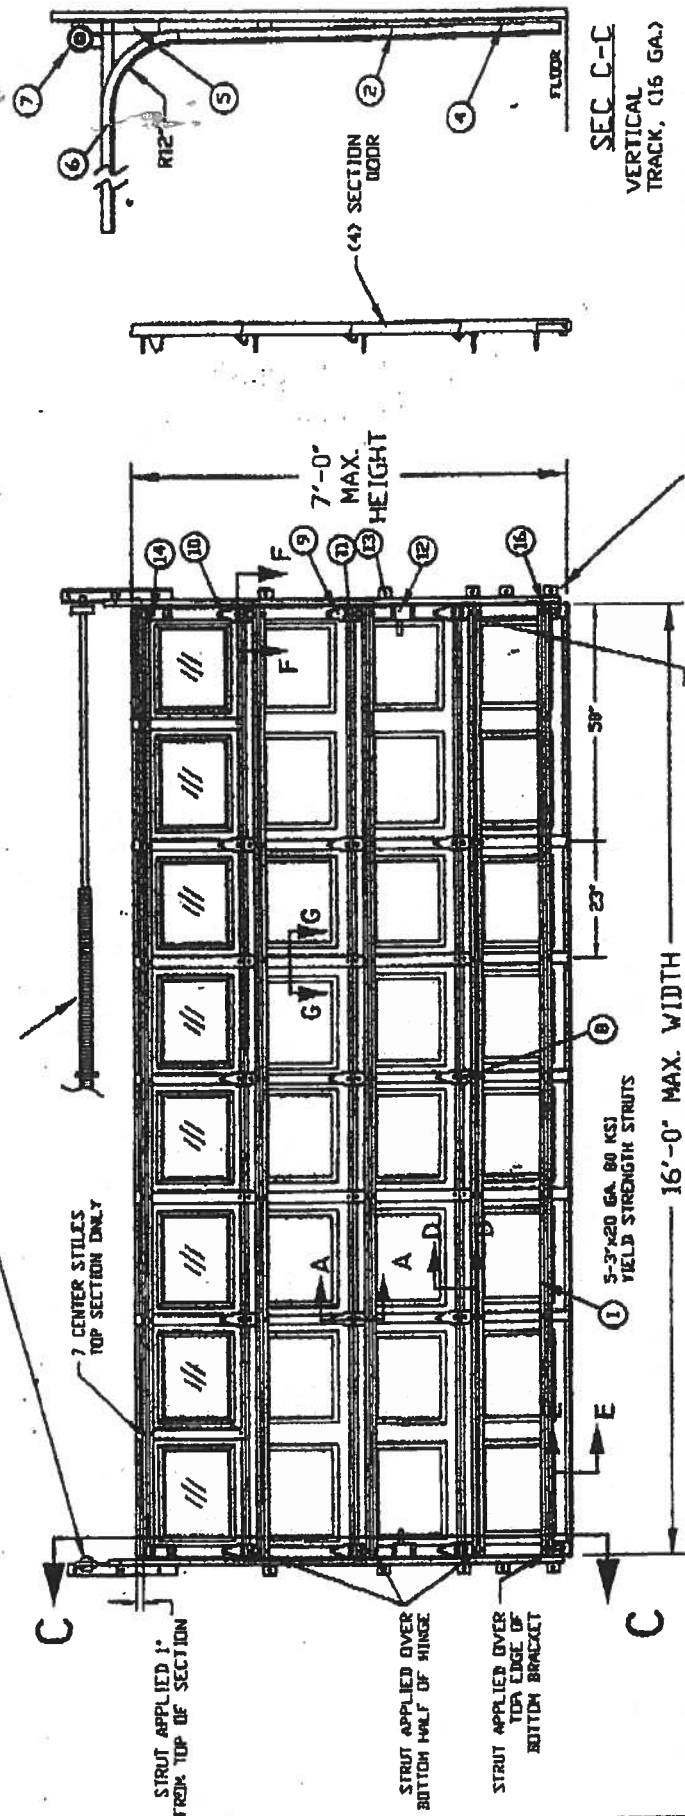 7 CENTER STILES
TOP SECTION ONLY
STRUT APPLIED 1"
FROM TOP OF SECTION
STRUT APPLIED OVER
BOTTOM HALF OF HINGE
STRUT APPLIED OVER
TOP EDGE OF
BOTTOM BRACKET
C
C
A
A
D
D
E
G
G
F
F
14
10
9
11
13
12
16
8
1
5-3"x20 GA. 80 KSI
YIELD STRENGTH STRUTS
23"
16'-0" MAX. WIDTH
7'-0"
MAX.
HEIGHT
(4) SECTION
DOOR
7
6
5
R12"
2
4
FLOOR
SEC C-C
VERTICAL
TRACK, (16 GA.)